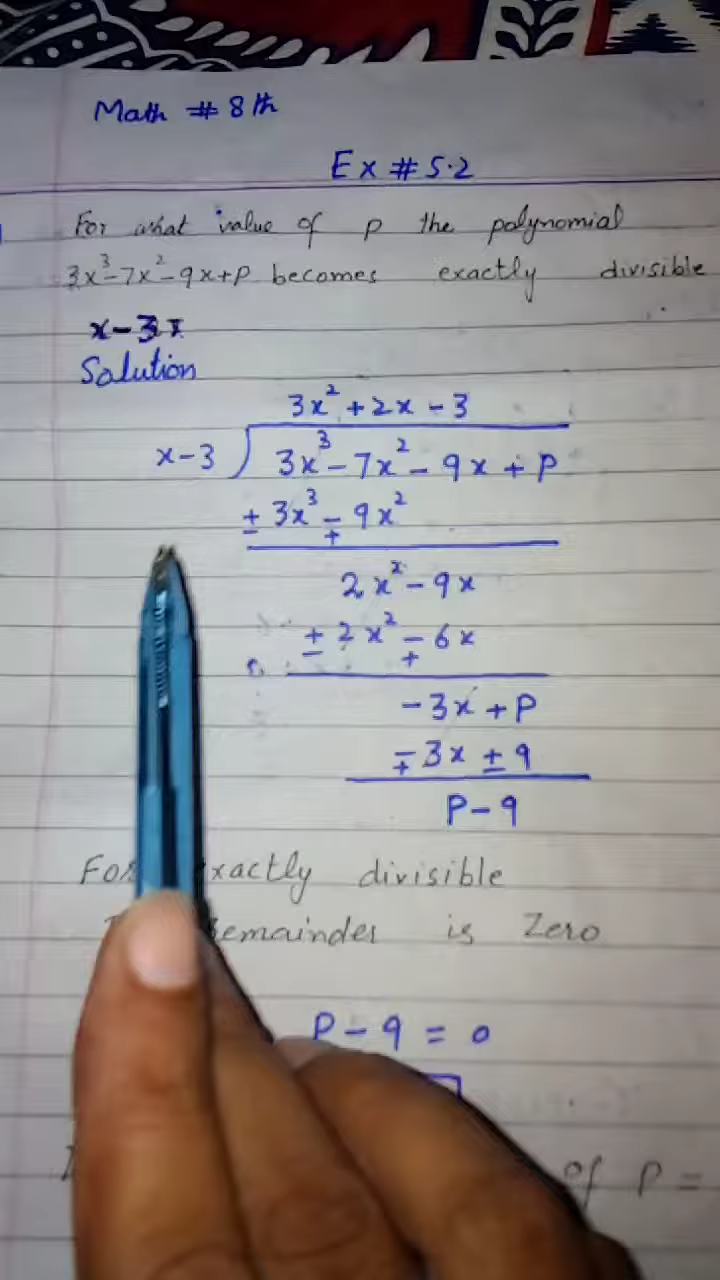 Math # 8th
Ex # 5.2
For what value of p the polynomial
3x³-7x²-9x+p becomes exactly divisible
x-3
Solution
3x²+2x-3
x-3 ) 3x³-7x²-9x+p
±3x³∓9x²
2x²-9x
±2x²∓6x
-3x+p
∓3x±9
p-9
exactly divisible
Remainder is Zero
p-9=0
of p =